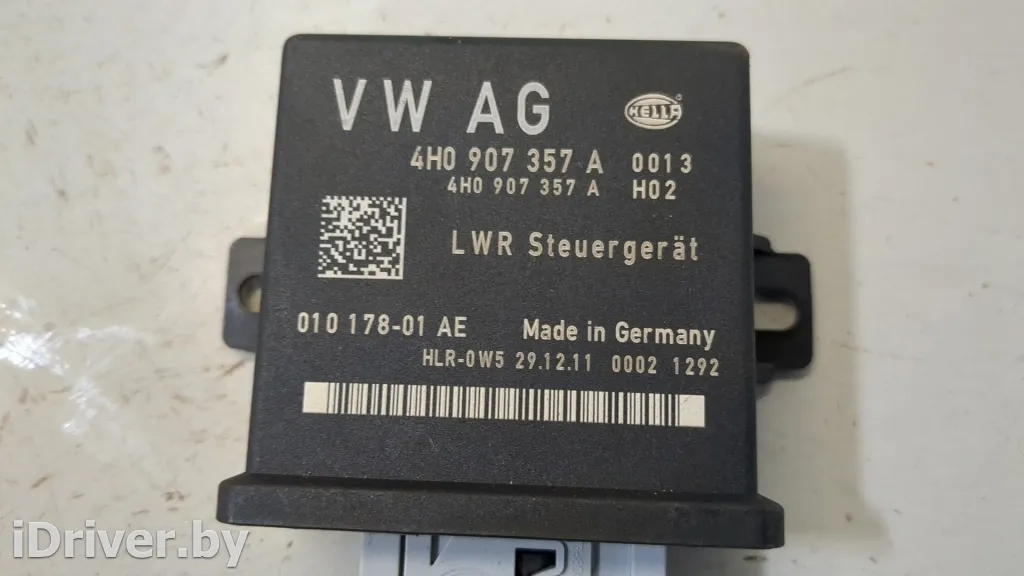 VW AG HELLA ®
4H0 907 357 A 0013
4H0 907 357 A H02
LWR Steuergerät
010 178-01 AE Made in Germany
HLR-0W5 29.12.11 0002 1292
iDriver.by